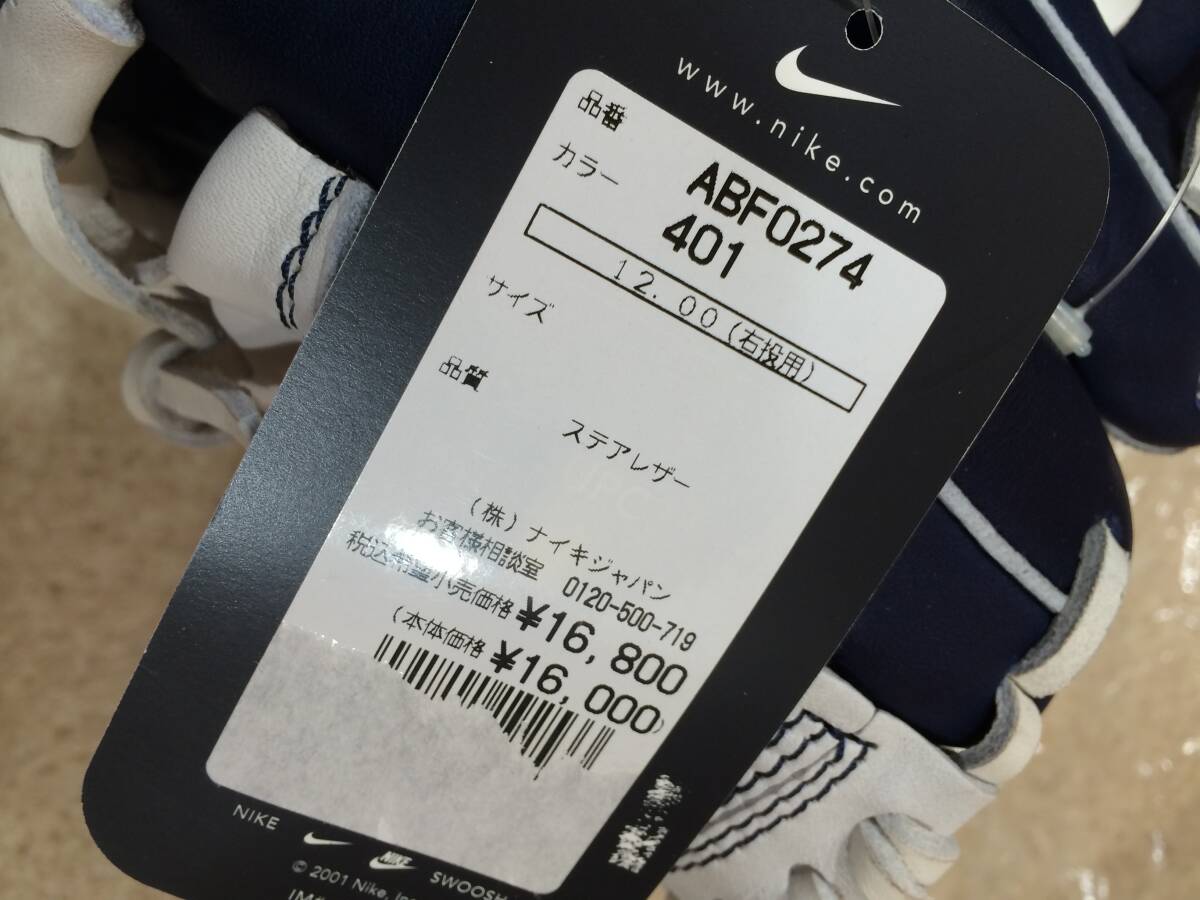 www.nike.com
品番 ABF0274
カラー 401
12.00(右投用)
サイズ
品質
ステアレザー
JPC
(株)ナイキジャパン
お客様相談室 0120-500-719
税込希望小売価格 ¥16,800
(本体価格 ¥16,000)
NIKE
NIKE
SWOOSH
© 2001 Nike, Inc